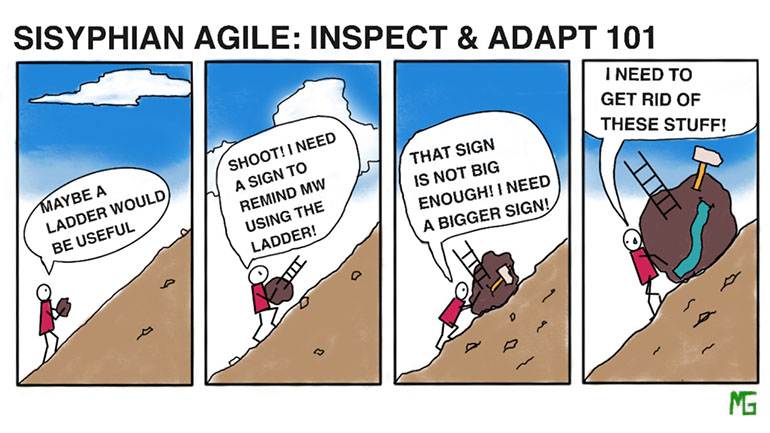 SISYPHIAN AGILE: INSPECT & ADAPT 101
MAYBE A
LADDER WOULD
BE USEFUL
SHOOT! I NEED
A SIGN TO
REMIND MW
USING THE
LADDER!
THAT SIGN
IS NOT BIG
ENOUGH! I NEED
A BIGGER SIGN!
I NEED TO
GET RID OF
THESE STUFF!
MG